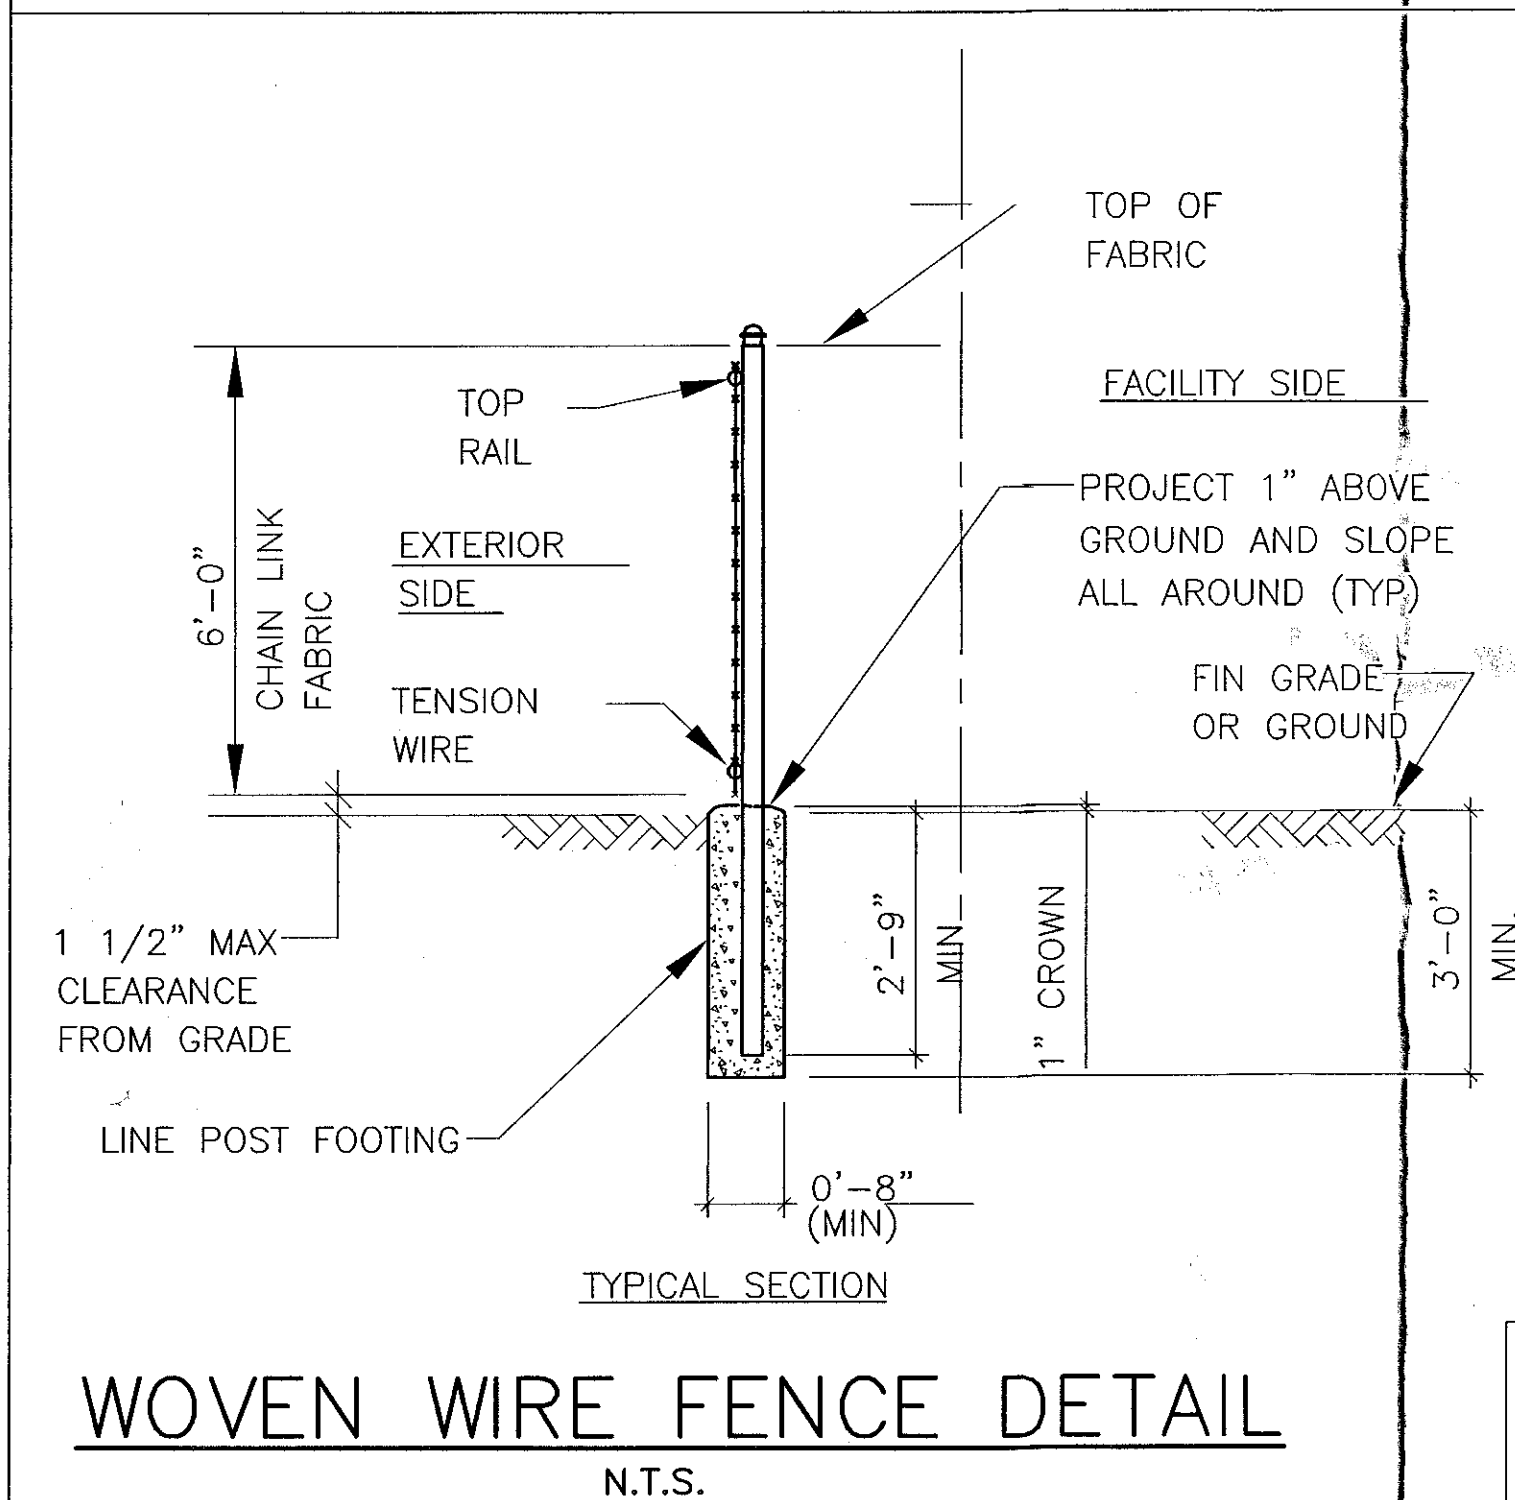 TOP OF
FABRIC
FACILITY SIDE
TOP
RAIL
PROJECT 1" ABOVE
GROUND AND SLOPE
ALL AROUND (TYP)
6'-0"
CHAIN LINK
FABRIC
EXTERIOR
SIDE
TENSION
WIRE
FIN GRADE
OR GROUND
1 1/2" MAX
CLEARANCE
FROM GRADE
2'-9"
MIN
1" CROWN
3'-0"
MIN.
LINE POST FOOTING
0'-8"
(MIN)
TYPICAL SECTION
WOVEN WIRE FENCE DETAIL
N.T.S.